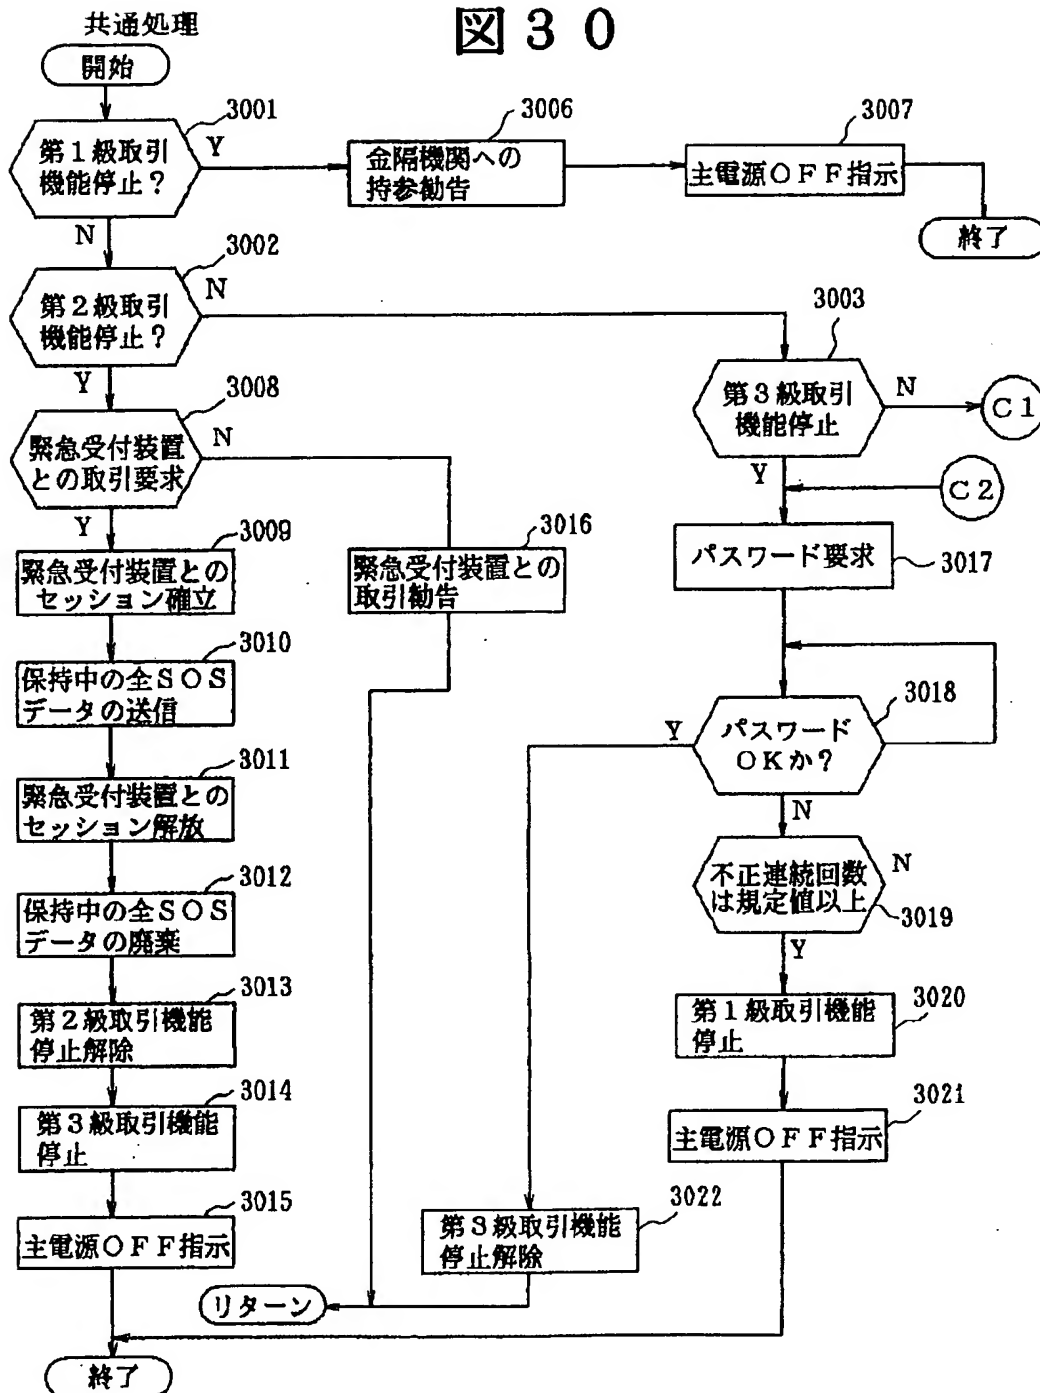 図３０
共通処理
開始
3001
第１級取引
機能停止？
Y
N
3006
金隔機関への
持参勧告
3007
主電源ＯＦＦ指示
終了
3002
第２級取引
機能停止？
N
Y
3003
第３級取引
機能停止
N
Y
C1
C2
3008
緊急受付装置
との取引要求
N
Y
3009
緊急受付装置との
セッション確立
3016
緊急受付装置との
取引勧告
パスワード要求
3017
3010
保持中の全ＳＯＳ
データの送信
3018
パスワード
ＯＫか？
Y
N
3011
緊急受付装置との
セッション解放
3012
保持中の全ＳＯＳ
データの廃棄
不正連続回数
は規定値以上
N
3019
Y
3013
第２級取引機能
停止解除
3020
第１級取引機能
停止
3014
第３級取引機能
停止
3021
主電源ＯＦＦ指示
3015
主電源ＯＦＦ指示
3022
第３級取引機能
停止解除
リターン
終了